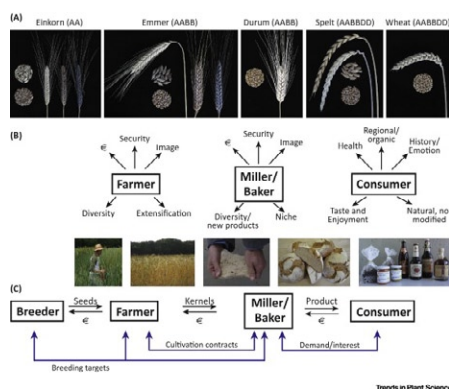 (A)
Einkorn (AA) Emmer (AABB) Durum (AABB) Spelt (AABBDD) Wheat (AABBDD)
(B)
€ Security Image
Farmer
Diversity Extensification
€ Security Image
Miller/
Baker
Diversity/
new products
Niche
Health Regional/
organic
History/
Emotion
Consumer
Taste and
Enjoyment
Natural, not
modified
(C)
Breeder Seeds € Farmer Kernels € Miller/
Baker Product € Consumer
Cultivation contracts Demand/interest
Breeding targets
Trends in Plant Science